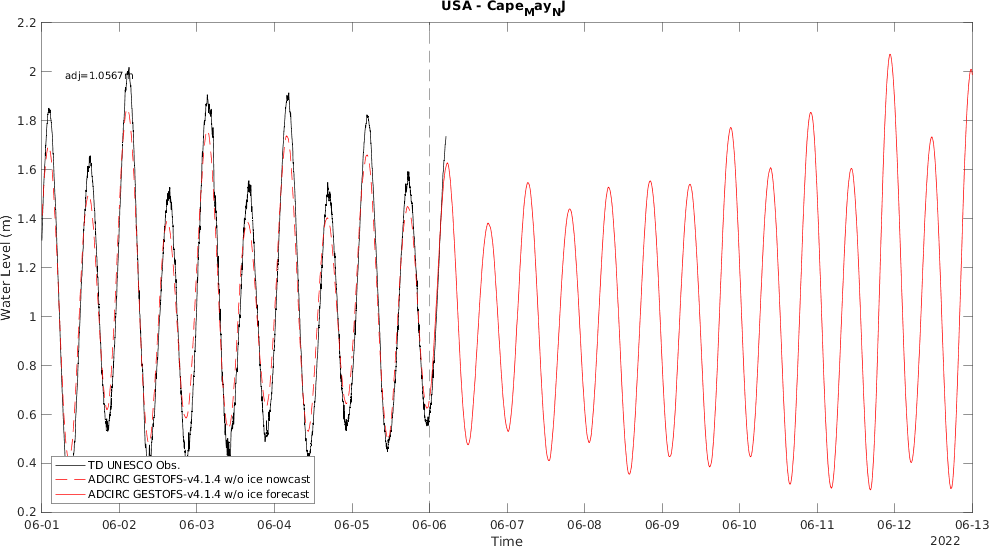 USA - Cape_May_NJ
adj=1.0567 m
2.2
2
1.8
1.6
1.4
1.2
1
0.8
0.6
0.4
0.2
Water Level (m)
TD UNESCO Obs.
ADCIRC GESTOFS-v4.1.4 w/o ice nowcast
ADCIRC GESTOFS-v4.1.4 w/o ice forecast
06-01 06-02 06-03 06-04 06-05 06-06 06-07 06-08 06-09 06-10 06-11 06-12 06-13
Time
2022